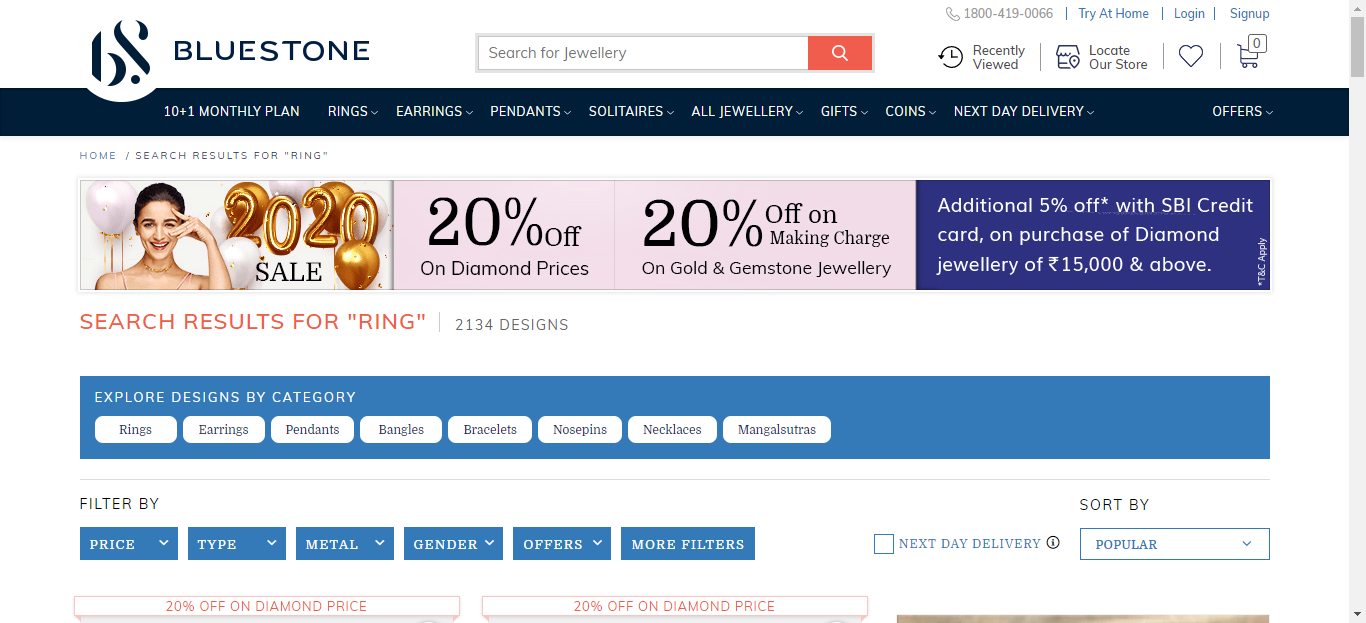 1800-419-0066 | Try At Home | Login | Signup
BLUESTONE
Search for Jewellery
Recently Viewed
Locate Our Store
0
10+1 MONTHLY PLAN RINGS EARRINGS PENDANTS SOLITAIRES ALL JEWELLERY GIFTS COINS NEXT DAY DELIVERY OFFERS
HOME / SEARCH RESULTS FOR "RING"
2020
SALE
20% Off
On Diamond Prices
20% Off on
Making Charge
On Gold & Gemstone Jewellery
Additional 5% off* with SBI Credit
card, on purchase of Diamond
jewellery of ₹15,000 & above.
*T&C Apply
SEARCH RESULTS FOR "RING" 2134 DESIGNS
EXPLORE DESIGNS BY CATEGORY
Rings Earrings Pendants Bangles Bracelets Nosepins Necklaces Mangalsutras
FILTER BY
SORT BY
PRICE TYPE METAL GENDER OFFERS MORE FILTERS NEXT DAY DELIVERY POPULAR
20% OFF ON DIAMOND PRICE 20% OFF ON DIAMOND PRICE